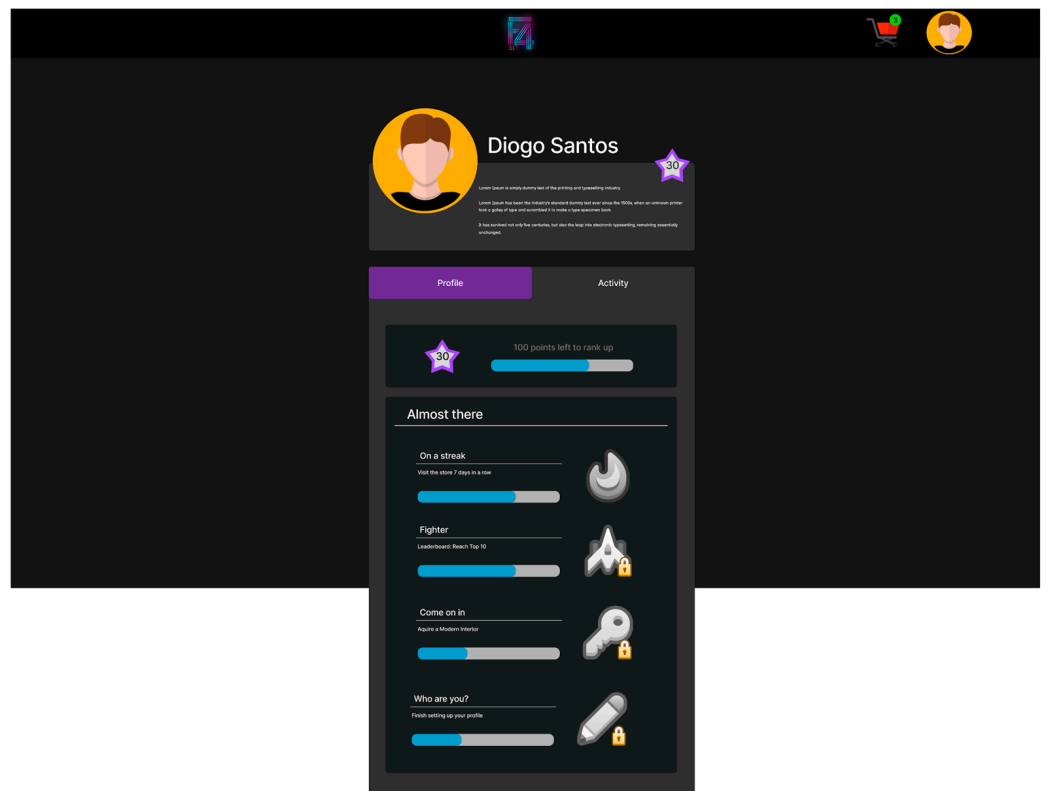 3
Diogo Santos
30
Lorem Ipsum is simply dummy text of the printing and typesetting industry
Lorem Ipsum has been the industry's standard dummy text ever since the 1500s, when an unknown printer
took a galley of type and scrambled it to make a type specimen book.
It has survived not only five centuries, but also the leap into electronic typesetting, remaining essentially
unchanged.
Profile
Activity
30
100 points left to rank up
Almost there
On a streak
Visit the store 7 days in a row
Fighter
Leaderboard: Reach Top 10
Come on in
Aquire a Modern Interior
Who are you?
Finish setting up your profile